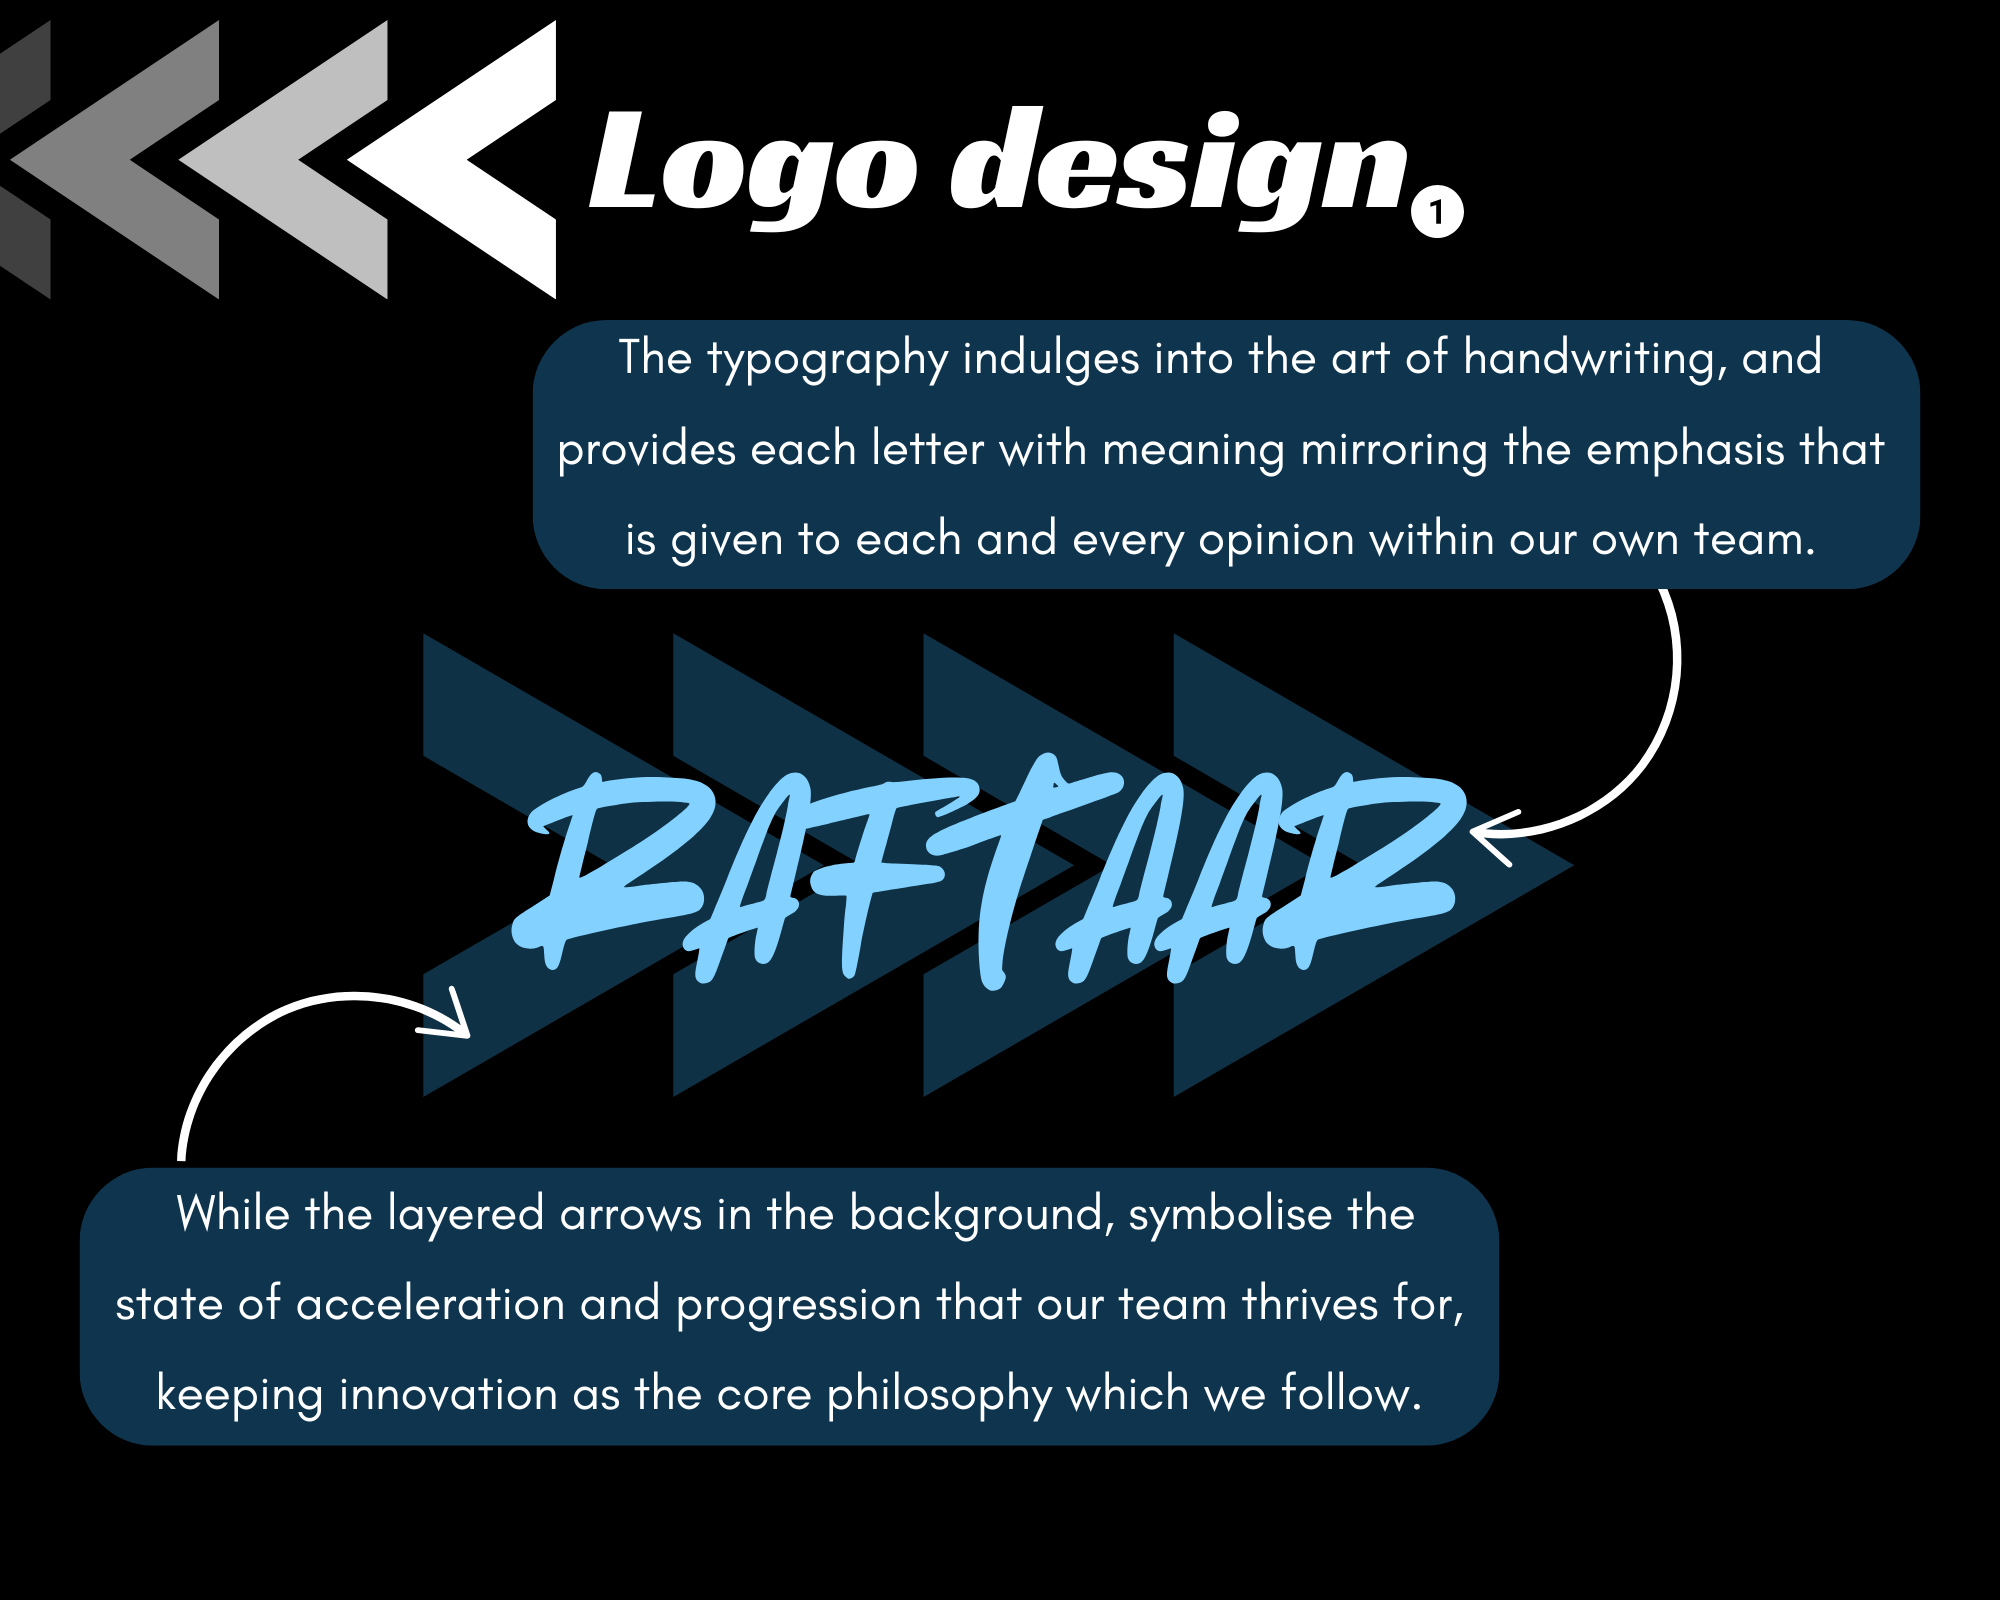 Logo design
1
The typography indulges into the art of handwriting, and
provides each letter with meaning mirroring the emphasis that
is given to each and every opinion within our own team.
RAFTAAR
While the layered arrows in the background, symbolise the
state of acceleration and progression that our team thrives for,
keeping innovation as the core philosophy which we follow.